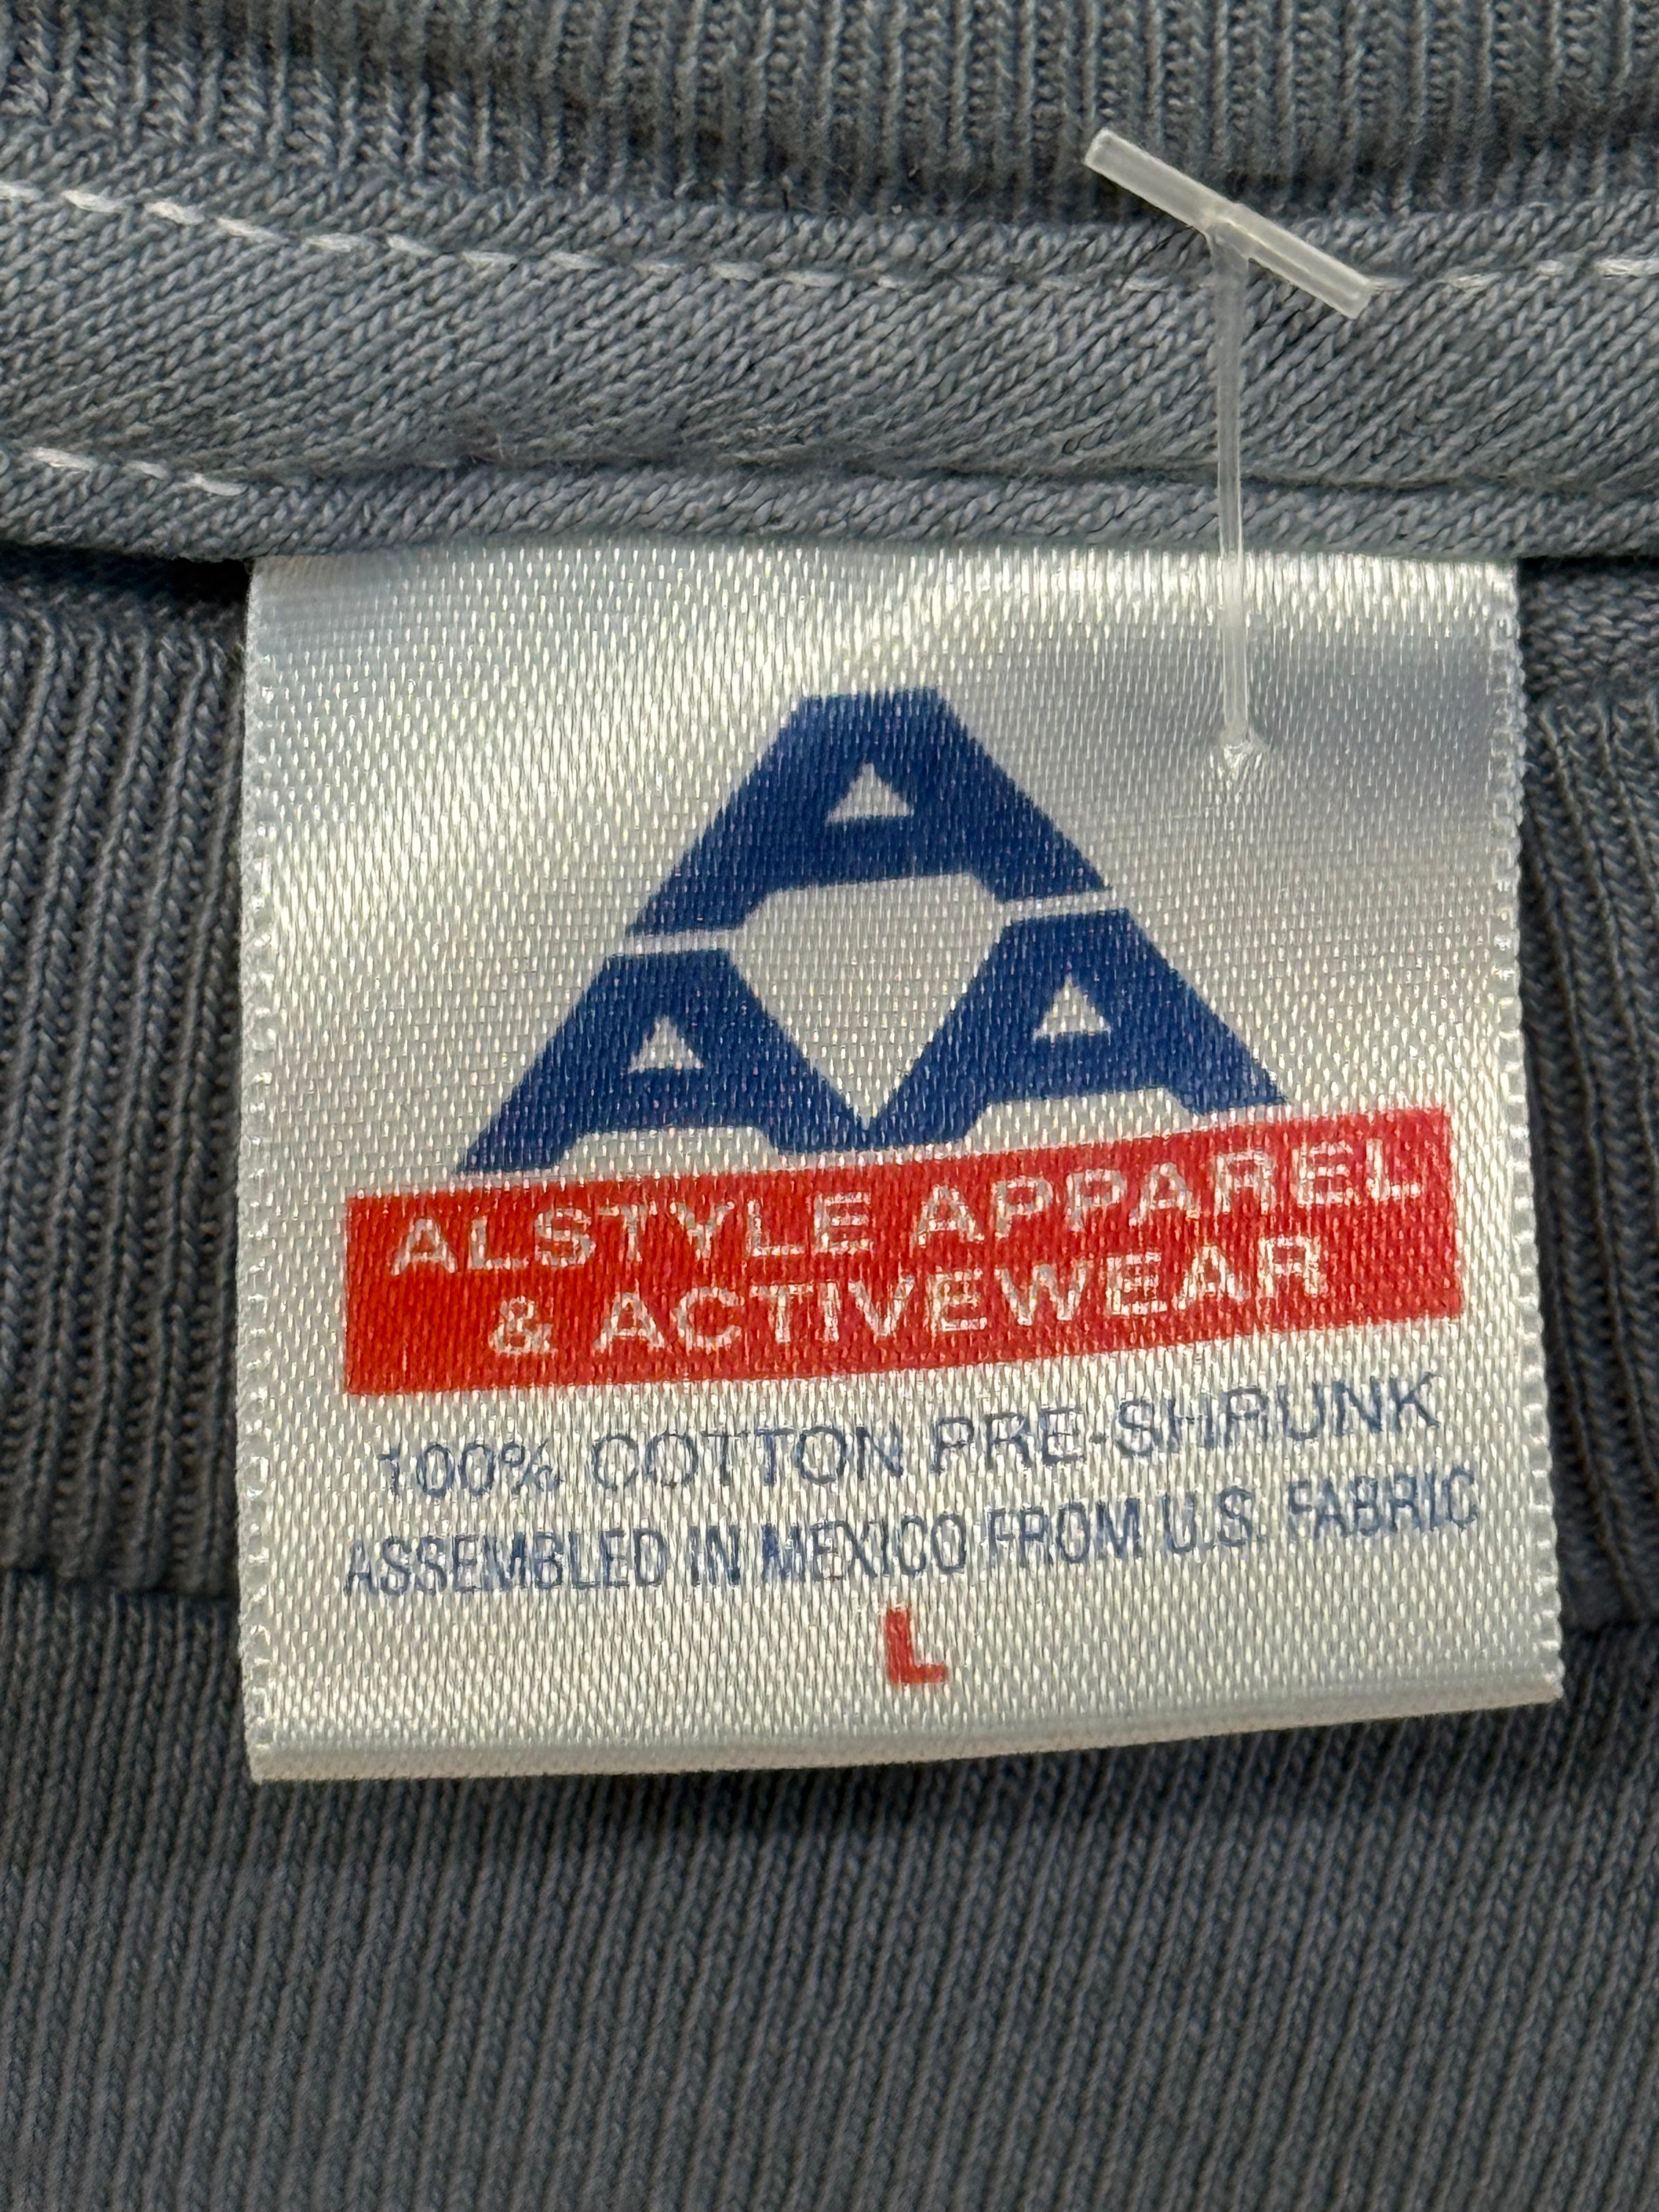 A
A A
ALSTYLE APPAREL
& ACTIVEWEAR
100% COTTON PRE-SHRUNK
ASSEMBLED IN MEXICO FROM U.S. FABRIC
L